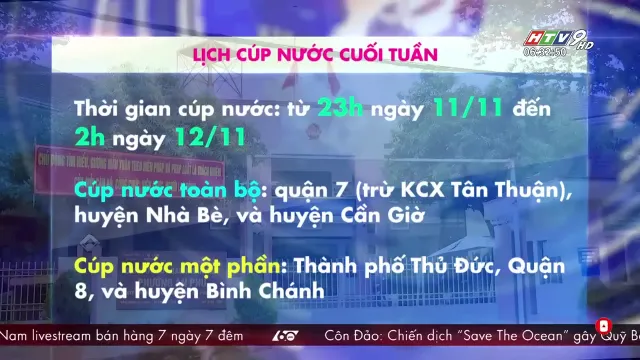 HTV9 HD
06:32:50
LỊCH CÚP NƯỚC CUỐI TUẦN
Thời gian cúp nước: từ 23h ngày 11/11 đến
2h ngày 12/11
Cúp nước toàn bộ: quận 7 (trừ KCX Tân Thuận),
huyện Nhà Bè, và huyện Cần Giờ
Cúp nước một phần: Thành phố Thủ Đức, Quận
8, và huyện Bình Chánh
Nam livestream bán hàng 7 ngày 7 đêm 60 Côn Đảo: Chiến dịch "Save The Ocean" gây Quỹ B